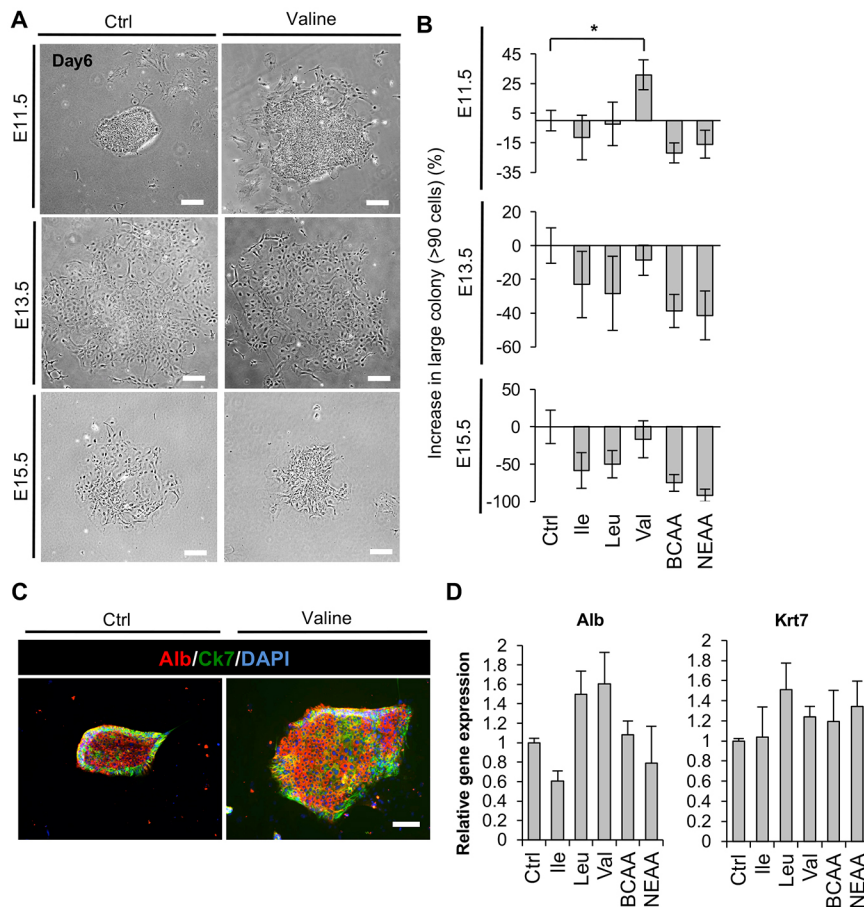 A
Ctrl
Valine
Day6
E11.5
E13.5
E15.5
B
Increase in large colony (>90 cells) (%)
E11.5
45
25
5
-15
-35
*
E13.5
20
0
-20
-40
-60
E15.5
50
0
-50
-100
Ctrl
Ile
Leu
Val
BCAA
NEAA
C
Ctrl
Valine
Alb/Ck7/DAPI
D
Relative gene expression
Alb
2
1.8
1.6
1.4
1.2
1
0.8
0.6
0.4
0.2
0
Ctrl
Ile
Leu
Val
BCAA
NEAA
Krt7
2
1.8
1.6
1.4
1.2
1
0.8
0.6
0.4
0.2
0
Ctrl
Ile
Leu
Val
BCAA
NEAA